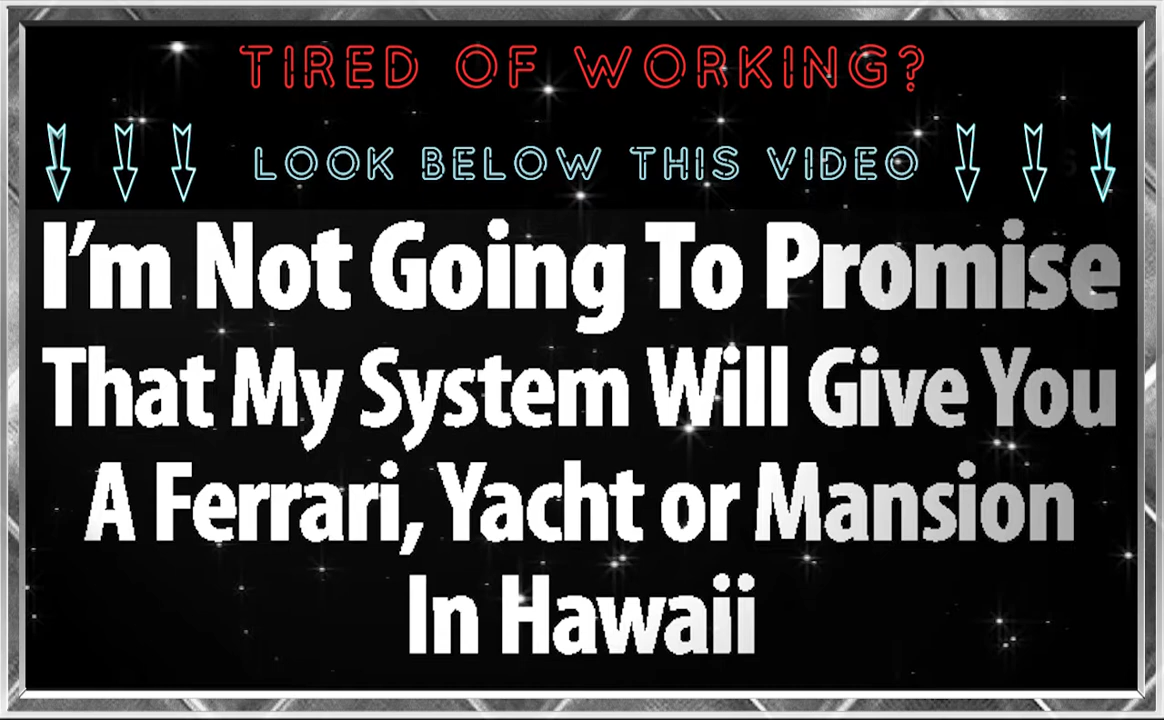 TIRED OF WORKING?
LOOK BELOW THIS VIDEO
I’m Not Going To Promise
That My System Will Give You
A Ferrari, Yacht or Mansion
In Hawaii